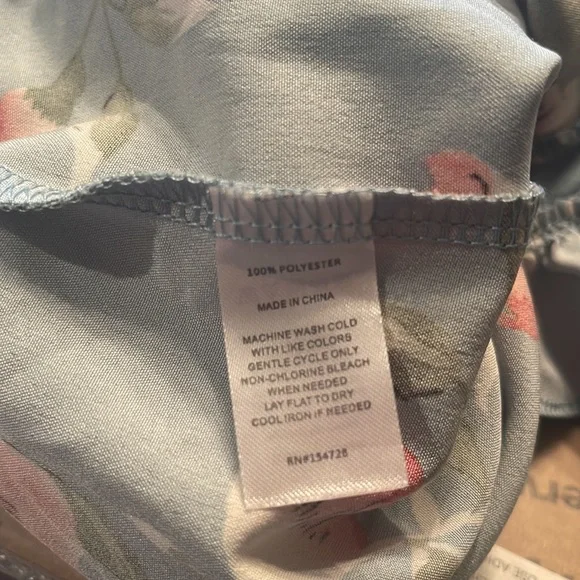 100% POLYESTER
MADE IN CHINA
MACHINE WASH COLD
WITH LIKE COLORS
GENTLE CYCLE ONLY
NON-CHLORINE BLEACH
WHEN NEEDED
LAY FLAT TO DRY
COOL IRON IF NEEDED
RN#154726